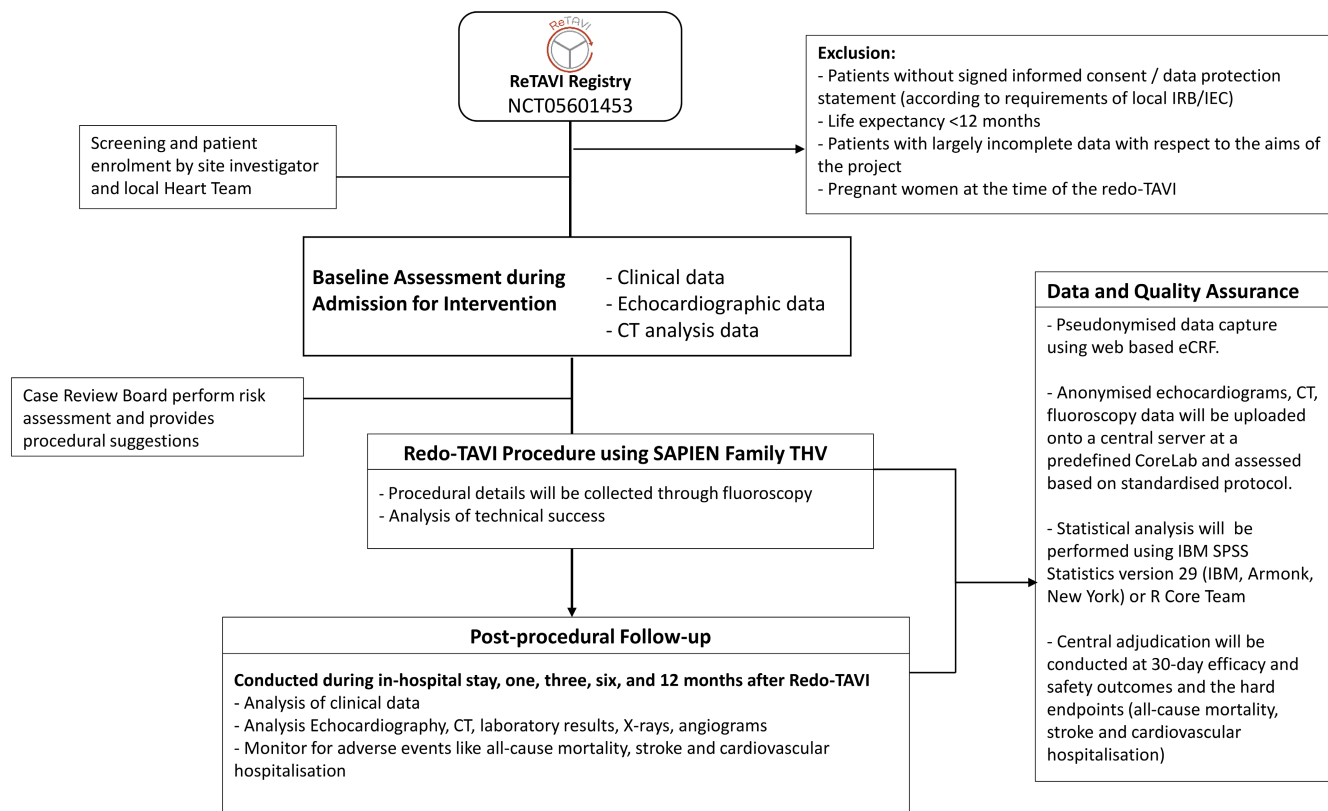 ReTAVI
ReTAVI Registry
NCT05601453
Exclusion:
- Patients without signed informed consent / data protection
statement (according to requirements of local IRB/IEC)
- Life expectancy <12 months
- Patients with largely incomplete data with respect to the aims of
the project
- Pregnant women at the time of the redo-TAVI
Screening and patient
enrolment by site investigator
and local Heart Team
Baseline Assessment during
Admission for Intervention
- Clinical data
- Echocardiographic data
- CT analysis data
Case Review Board perform risk
assessment and provides
procedural suggestions
Redo-TAVI Procedure using SAPIEN Family THV
- Procedural details will be collected through fluoroscopy
- Analysis of technical success
Post-procedural Follow-up
Conducted during in-hospital stay, one, three, six, and 12 months after Redo-TAVI
- Analysis of clinical data
- Analysis Echocardiography, CT, laboratory results, X-rays, angiograms
- Monitor for adverse events like all-cause mortality, stroke and cardiovascular
hospitalisation
Data and Quality Assurance
- Pseudonymised data capture
using web based eCRF.
- Anonymised echocardiograms, CT,
fluoroscopy data will be uploaded
onto a central server at a
predefined CoreLab and assessed
based on standardised protocol.
- Statistical analysis will be
performed using IBM SPSS
Statistics version 29 (IBM, Armonk,
New York) or R Core Team
- Central adjudication will be
conducted at 30-day efficacy and
safety outcomes and the hard
endpoints (all-cause mortality,
stroke and cardiovascular
hospitalisation)